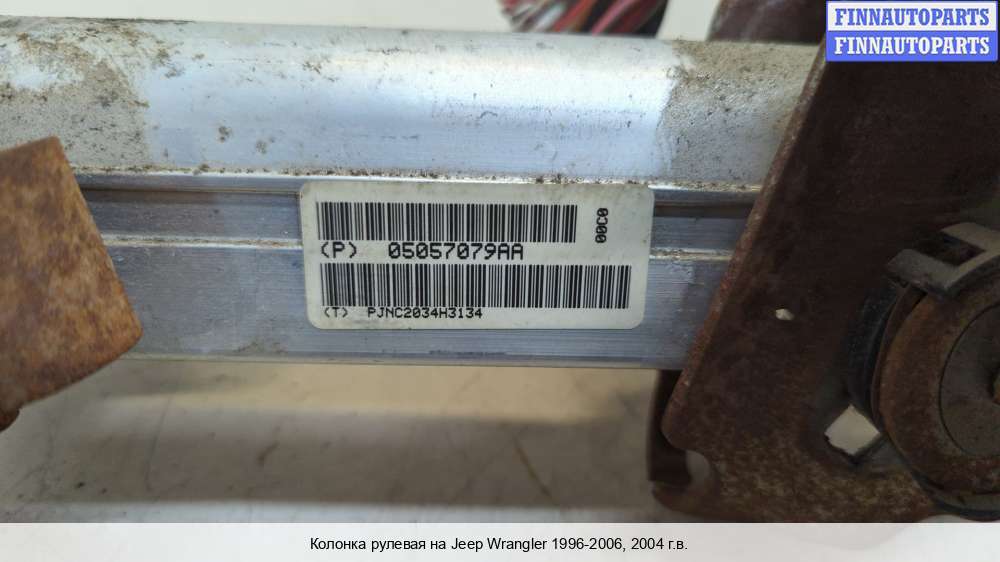 FINNAUTOPARTS
FINNAUTOPARTS
00C0
(P) 05057079AA
(T) PJNC2034H3134
Колонка рулевая на Jeep Wrangler 1996-2006, 2004 г.в.